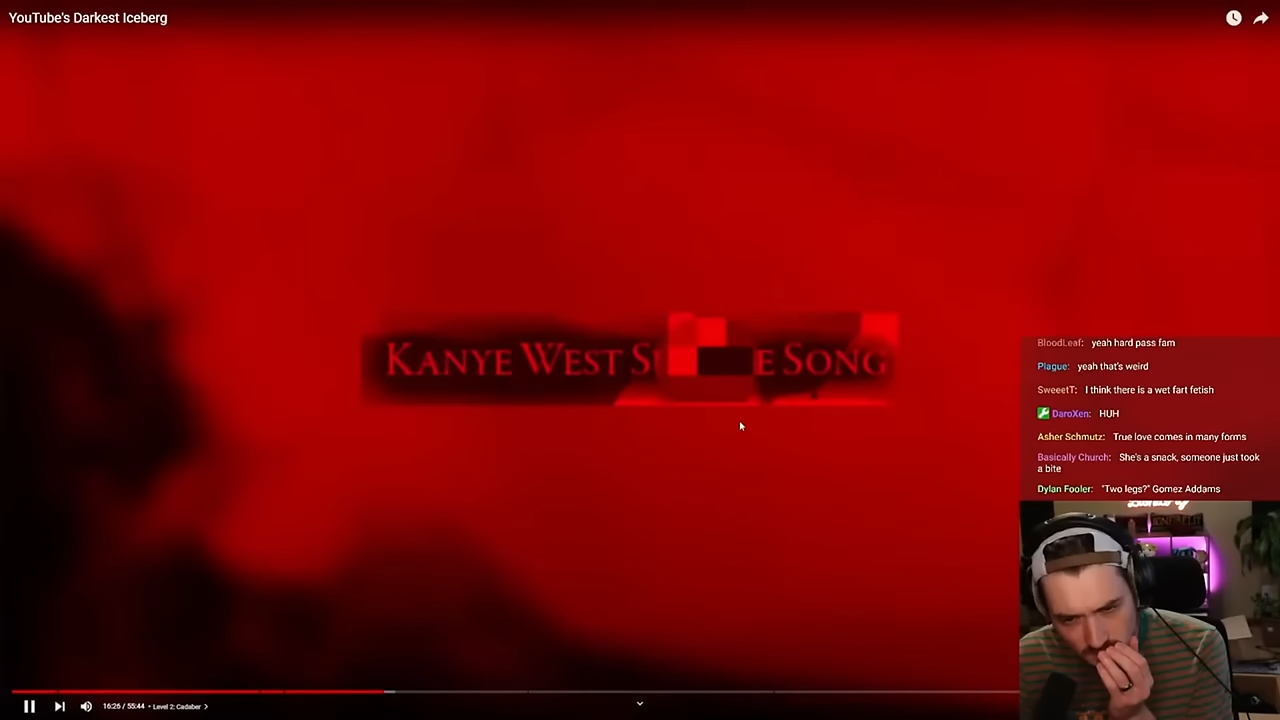 YouTube's Darkest Iceberg
KANYE WEST S E SONG
BloodLeaf: yeah hard pass fam
Plague: yeah that's weird
SweeetT: I think there is a wet fart fetish
DaroXen: HUH
Asher Schmutz: True love comes in many forms
Basically Church: She's a snack, someone just took
a bite
Dylan Fooler: "Two legs?" Gomez Addams
16:26 / 55:44 • Level 2: Cadaber >